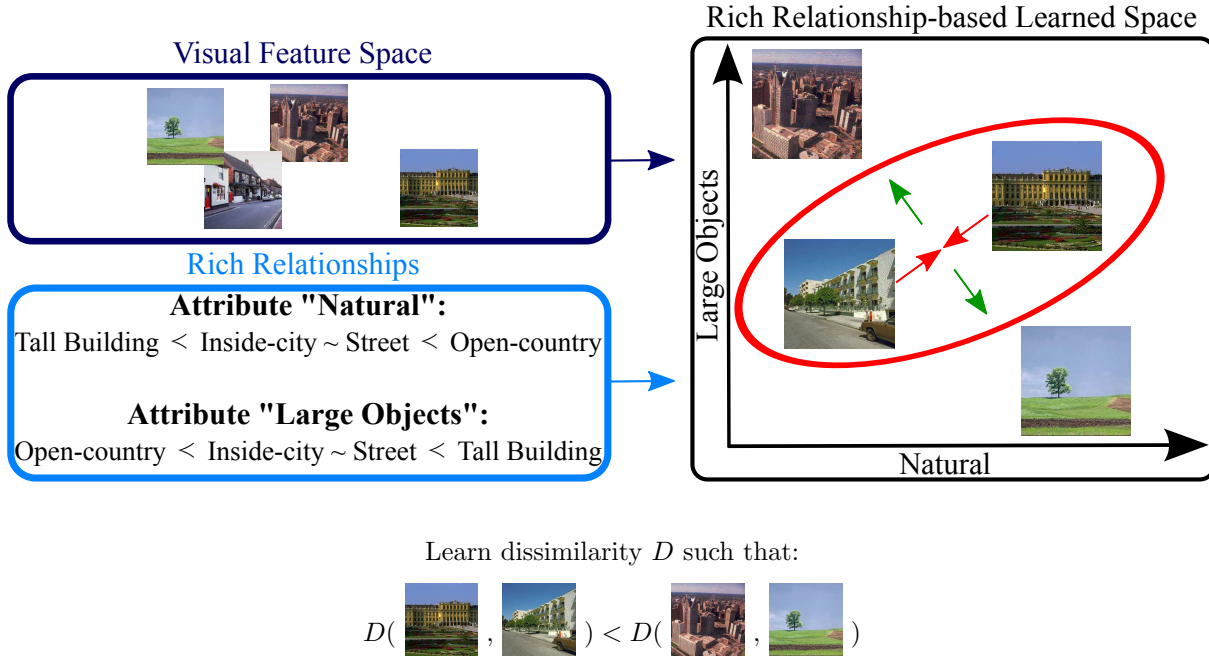 Visual Feature Space
Rich Relationships
Attribute "Natural":
Tall Building < Inside-city ~ Street < Open-country
Attribute "Large Objects":
Open-country < Inside-city ~ Street < Tall Building
Rich Relationship-based Learned Space
Large Objects
Natural
Learn dissimilarity D such that:
D( , ) < D( , )